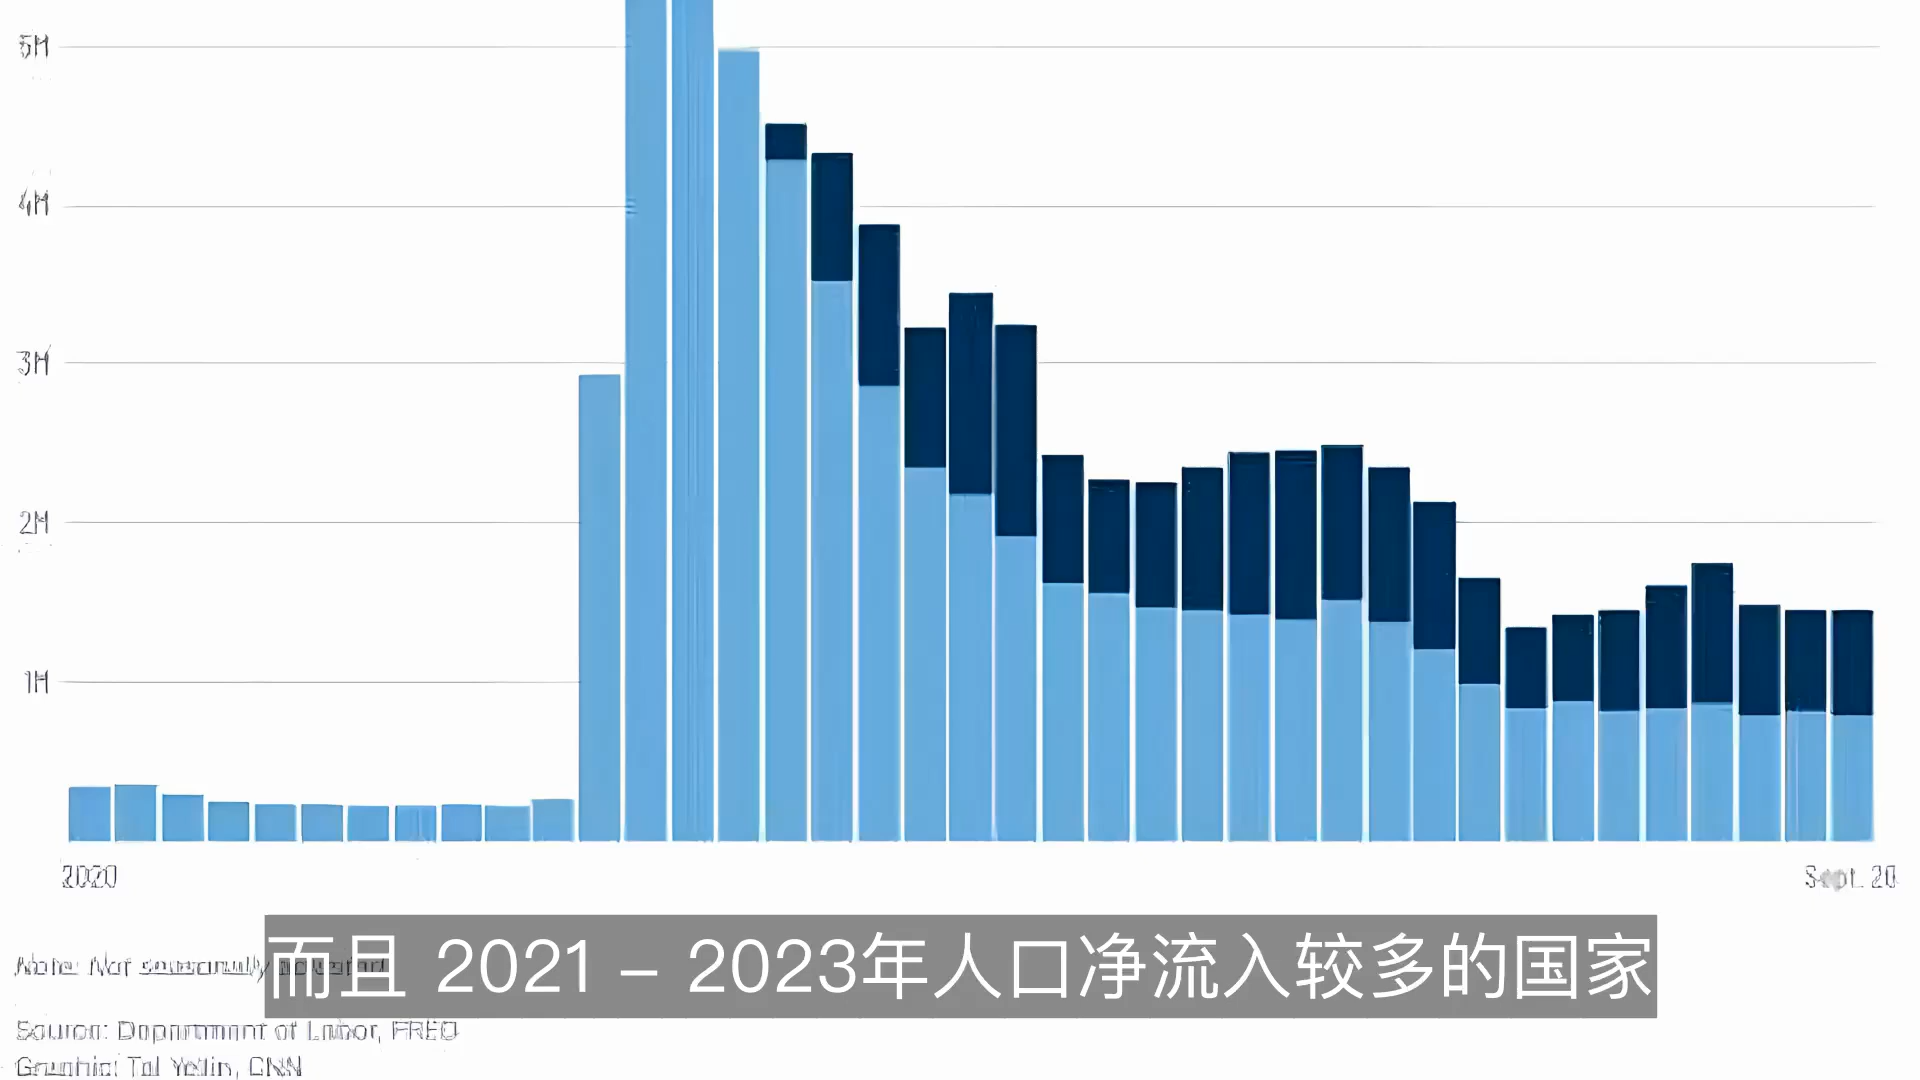 5M
4M
3M
2M
1M
2020
Sept. 20
而且 2021 – 2023年人口净流入较多的国家
Note: Not seasonally
Source: Department of Labor, FRED
Graphic: Tal Yellin, CNN